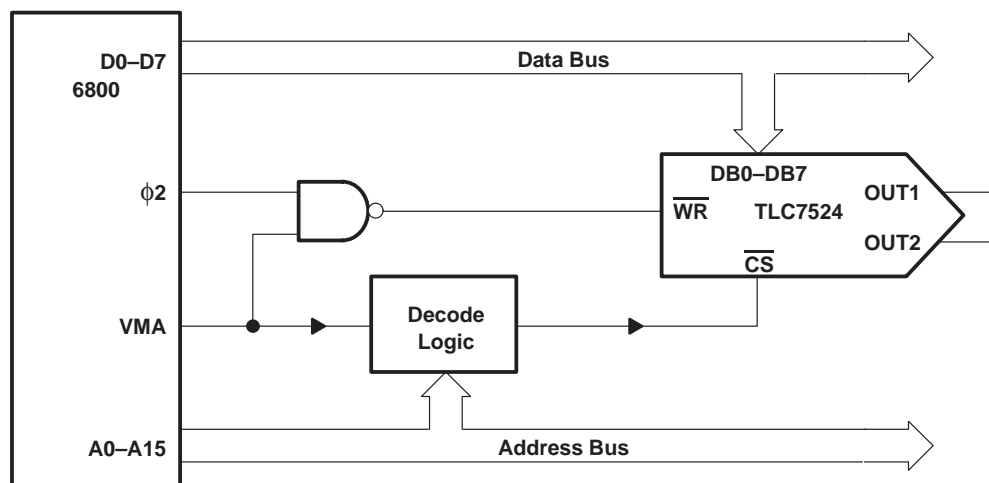 D0–D7
6800
Data Bus
DB0–DB7
ϕ2
WR
TLC7524
OUT1
OUT2
CS
VMA
Decode
Logic
A0–A15
Address Bus